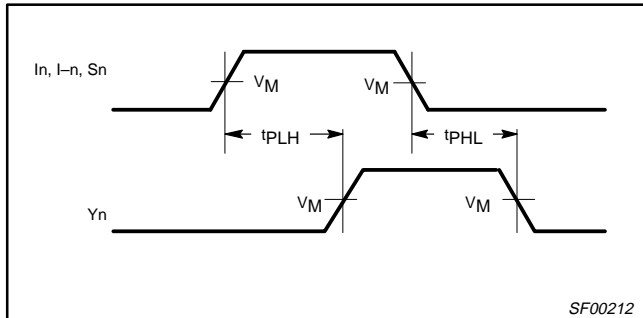 In, I–n, Sn
VM
VM
tPLH
tPHL
Yn
VM
VM
SF00212